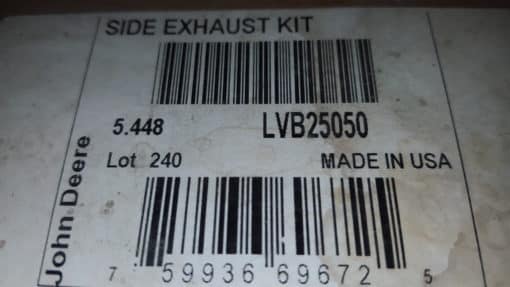 SIDE EXHAUST KIT
5.448 LVB25050
Lot 240 MADE IN USA
John Deere
7 59936 69672 5